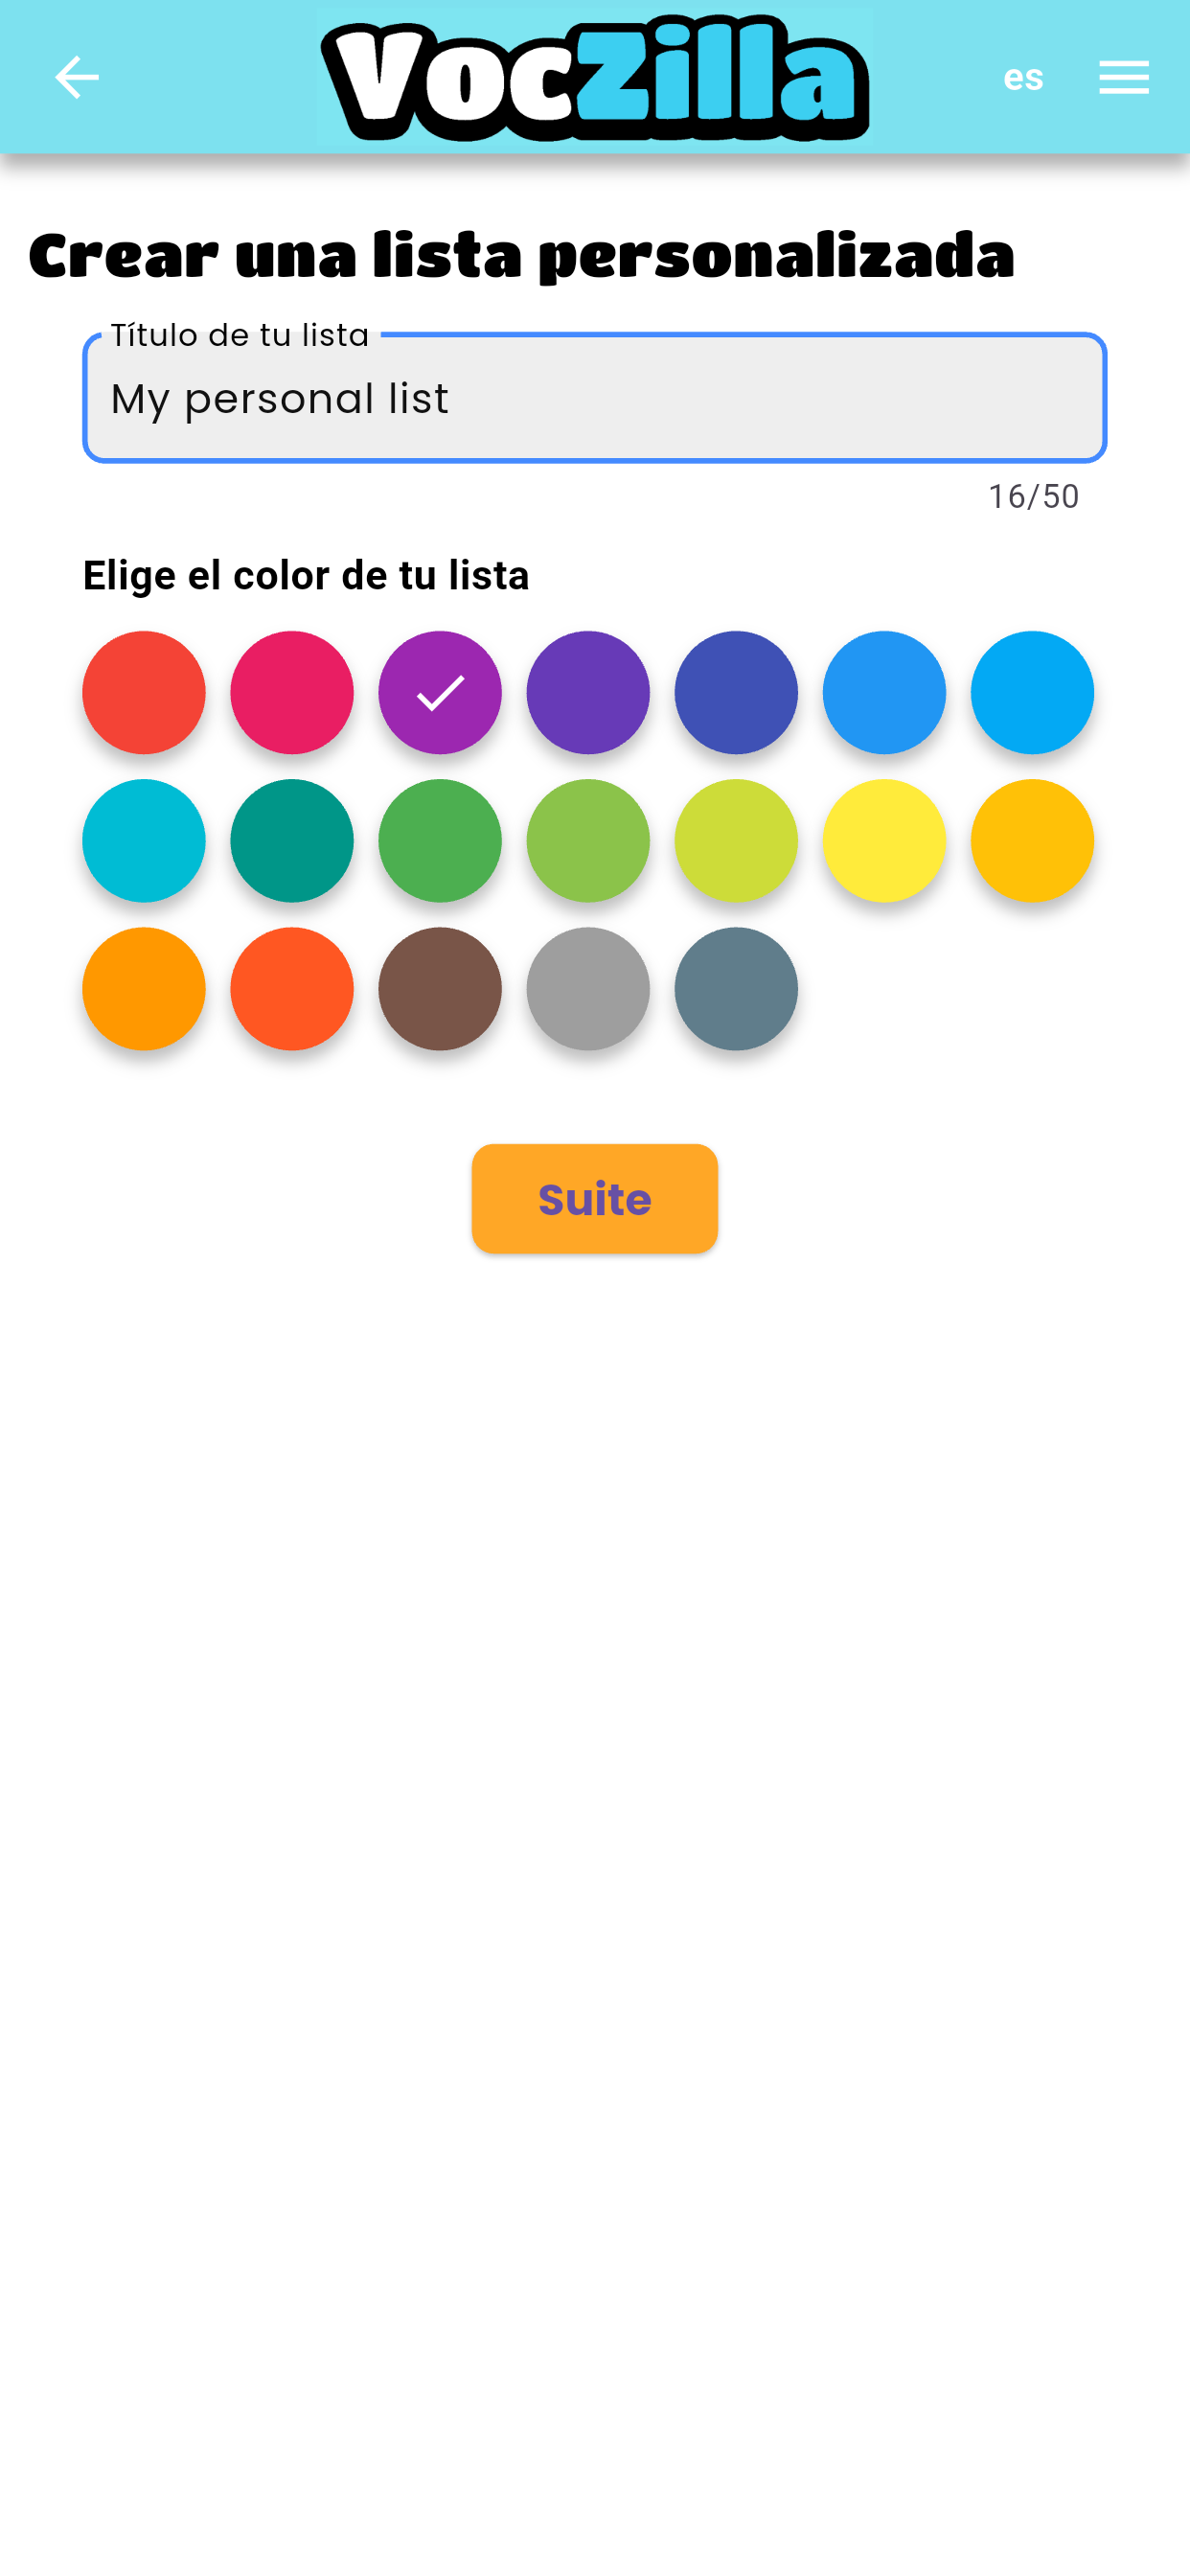 VocZilla
es
Crear una lista personalizada
Título de tu lista
My personal list
16/50
Elige el color de tu lista
Suite